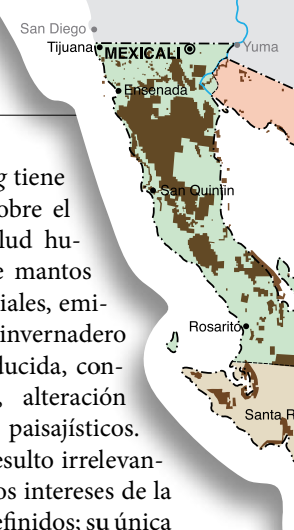 San Diego
Tijuana
MEXICALI
Yuma
Ensenada
San Quintín
Rosarito
Santa R
g tiene
obre el
lud hu-
e mantos
iales, emi-
invernadero
ducida, con-
, alteración
paisajísticos.
esulto irrelevan-
os intereses de la
efinidos; su única